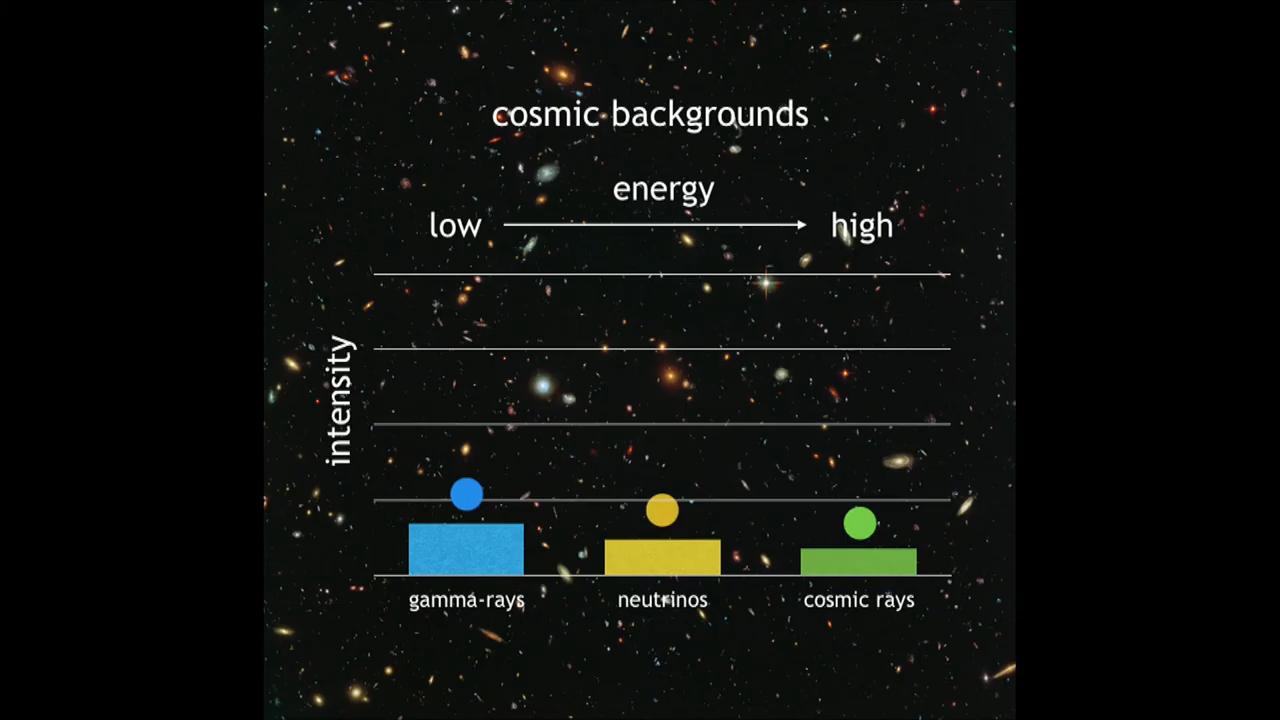 cosmic backgrounds
energy
low
high
intensity
gamma-rays
neutrinos
cosmic rays